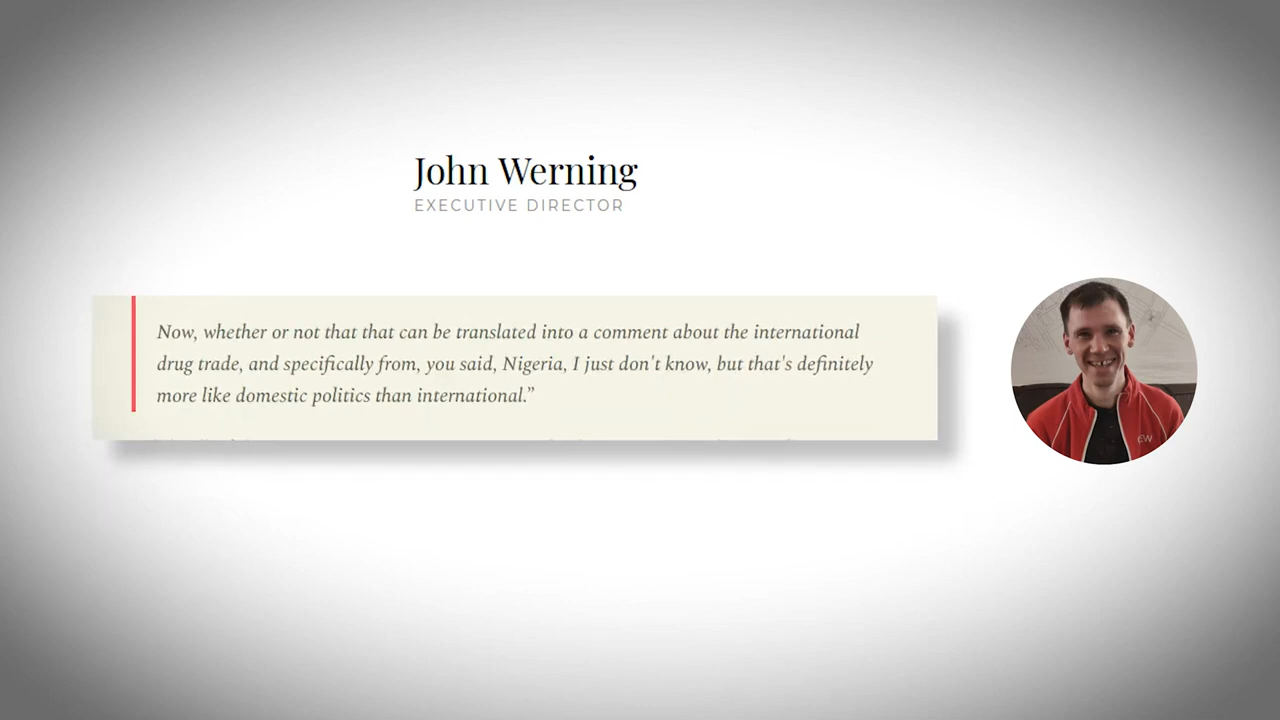 John Werning
EXECUTIVE DIRECTOR
Now, whether or not that that can be translated into a comment about the international
drug trade, and specifically from, you said, Nigeria, I just don't know, but that's definitely
more like domestic politics than international.”
EW